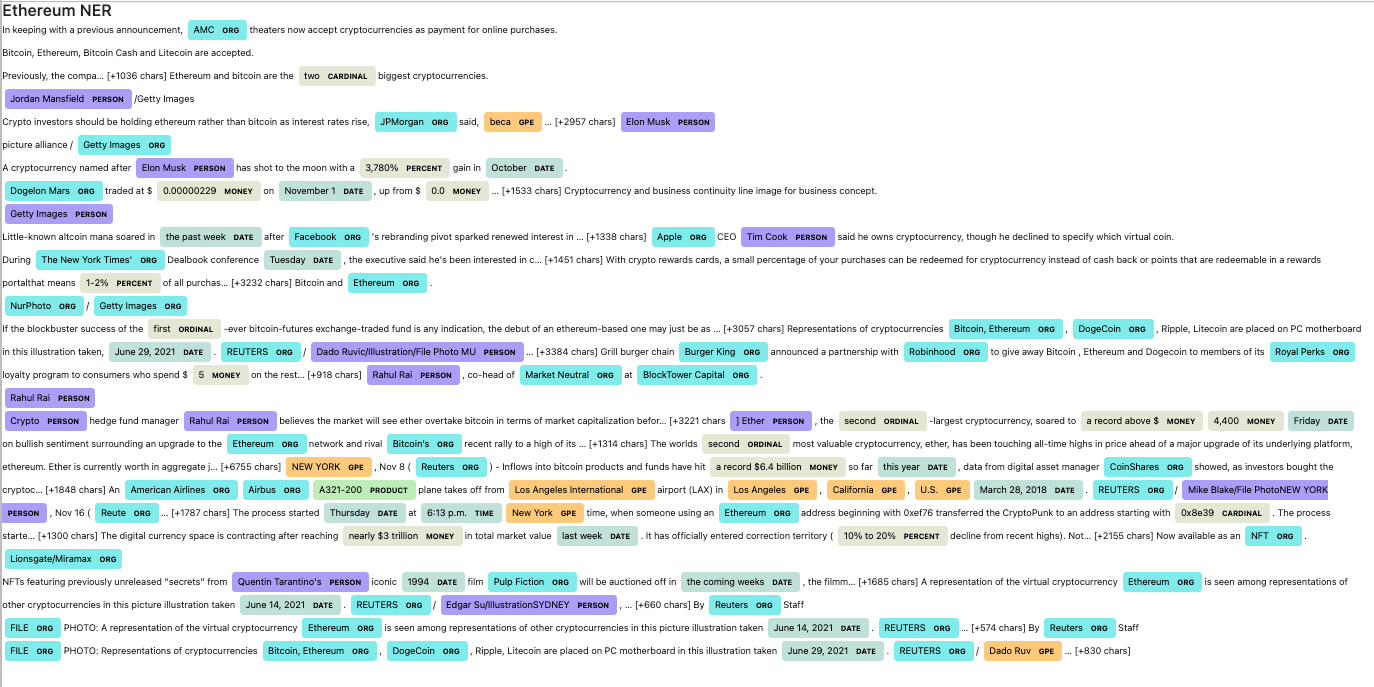 Ethereum NER
In keeping with a previous announcement, AMC ORG theaters now accept cryptocurrencies as payment for online purchases.
Bitcoin, Ethereum, Bitcoin Cash and Litecoin are accepted.
Previously, the compa... [+1036 chars] Ethereum and bitcoin are the two CARDINAL biggest cryptocurrencies.
Jordan Mansfield PERSON /Getty Images
Crypto investors should be holding ethereum rather than bitcoin as interest rates rise, JPMorgan ORG said, beca GPE ... [+2957 chars] Elon Musk PERSON
picture alliance / Getty Images ORG
A cryptocurrency named after Elon Musk PERSON has shot to the moon with a 3,780% PERCENT gain in October DATE .
Dogelon Mars ORG traded at $ 0.00000229 MONEY on November 1 DATE , up from $ 0.0 MONEY ... [+1533 chars] Cryptocurrency and business continuity line image for business concept.
Getty Images PERSON
Little-known altcoin mana soared in the past week DATE after Facebook ORG 's rebranding pivot sparked renewed interest in ... [+1338 chars] Apple ORG CEO Tim Cook PERSON said he owns cryptocurrency, though he declined to specify which virtual coin.
During The New York Times' ORG Dealbook conference Tuesday DATE , the executive said he's been interested in c... [+1451 chars] With crypto rewards cards, a small percentage of your purchases can be redeemed for cryptocurrency instead of cash back or points that are redeemable in a rewards
portalthat means 1-2% PERCENT of all purchas... [+3232 chars] Bitcoin and Ethereum ORG .
NurPhoto ORG / Getty Images ORG
If the blockbuster success of the first ORDINAL -ever bitcoin-futures exchange-traded fund is any indication, the debut of an ethereum-based one may just be as ... [+3057 chars] Representations of cryptocurrencies Bitcoin, Ethereum ORG , DogeCoin ORG , Ripple, Litecoin are placed on PC motherboard
in this illustration taken, June 29, 2021 DATE . REUTERS ORG / Dado Ruvic/Illustration/File Photo MU PERSON ... [+3384 chars] Grill burger chain Burger King ORG announced a partnership with Robinhood ORG to give away Bitcoin , Ethereum and Dogecoin to members of its Royal Perks ORG
loyalty program to consumers who spend $ 5 MONEY on the rest... [+918 chars] Rahul Rai PERSON , co-head of Market Neutral ORG at BlockTower Capital ORG .
Rahul Rai PERSON
Crypto PERSON hedge fund manager Rahul Rai PERSON believes the market will see ether overtake bitcoin in terms of market capitalization befor... [+3221 chars ] Ether PERSON , the second ORDINAL -largest cryptocurrency, soared to a record above $ MONEY 4,400 MONEY Friday DATE
on bullish sentiment surrounding an upgrade to the Ethereum ORG network and rival Bitcoin's ORG recent rally to a high of its ... [+1314 chars] The worlds second ORDINAL most valuable cryptocurrency, ether, has been touching all-time highs in price ahead of a major upgrade of its underlying platform,
ethereum. Ether is currently worth in aggregate j... [+6755 chars] NEW YORK GPE , Nov 8 ( Reuters ORG ) - Inflows into bitcoin products and funds have hit a record $6.4 billion MONEY so far this year DATE , data from digital asset manager CoinShares ORG showed, as investors bought the
cryptoc... [+1848 chars] An American Airlines ORG Airbus ORG A321-200 PRODUCT plane takes off from Los Angeles International GPE airport (LAX) in Los Angeles GPE , California GPE , U.S. GPE March 28, 2018 DATE . REUTERS ORG / Mike Blake/File PhotoNEW YORK
PERSON , Nov 16 ( Reute ORG ... [+1787 chars] The process started Thursday DATE at 6:13 p.m. TIME New York GPE time, when someone using an Ethereum ORG address beginning with 0xef76 transferred the CryptoPunk to an address starting with 0x8e39 CARDINAL . The process
starte... [+1300 chars] The digital currency space is contracting after reaching nearly $3 trillion MONEY in total market value last week DATE . It has officially entered correction territory ( 10% to 20% PERCENT decline from recent highs). Not... [+2155 chars] Now available as an NFT ORG .
Lionsgate/Miramax ORG
NFTs featuring previously unreleased "secrets" from Quentin Tarantino's PERSON iconic 1994 DATE film Pulp Fiction ORG will be auctioned off in the coming weeks DATE , the filmm... [+1685 chars] A representation of the virtual cryptocurrency Ethereum ORG is seen among representations of
other cryptocurrencies in this picture illustration taken June 14, 2021 DATE . REUTERS ORG / Edgar Su/IllustrationSYDNEY PERSON , ... [+660 chars] By Reuters ORG Staff
FILE ORG PHOTO: A representation of the virtual cryptocurrency Ethereum ORG is seen among representations of other cryptocurrencies in this picture illustration taken June 14, 2021 DATE . REUTERS ORG ... [+574 chars] By Reuters ORG Staff
FILE ORG PHOTO: Representations of cryptocurrencies Bitcoin, Ethereum ORG , DogeCoin ORG , Ripple, Litecoin are placed on PC motherboard in this illustration taken June 29, 2021 DATE . REUTERS ORG / Dado Ruv GPE ... [+830 chars]